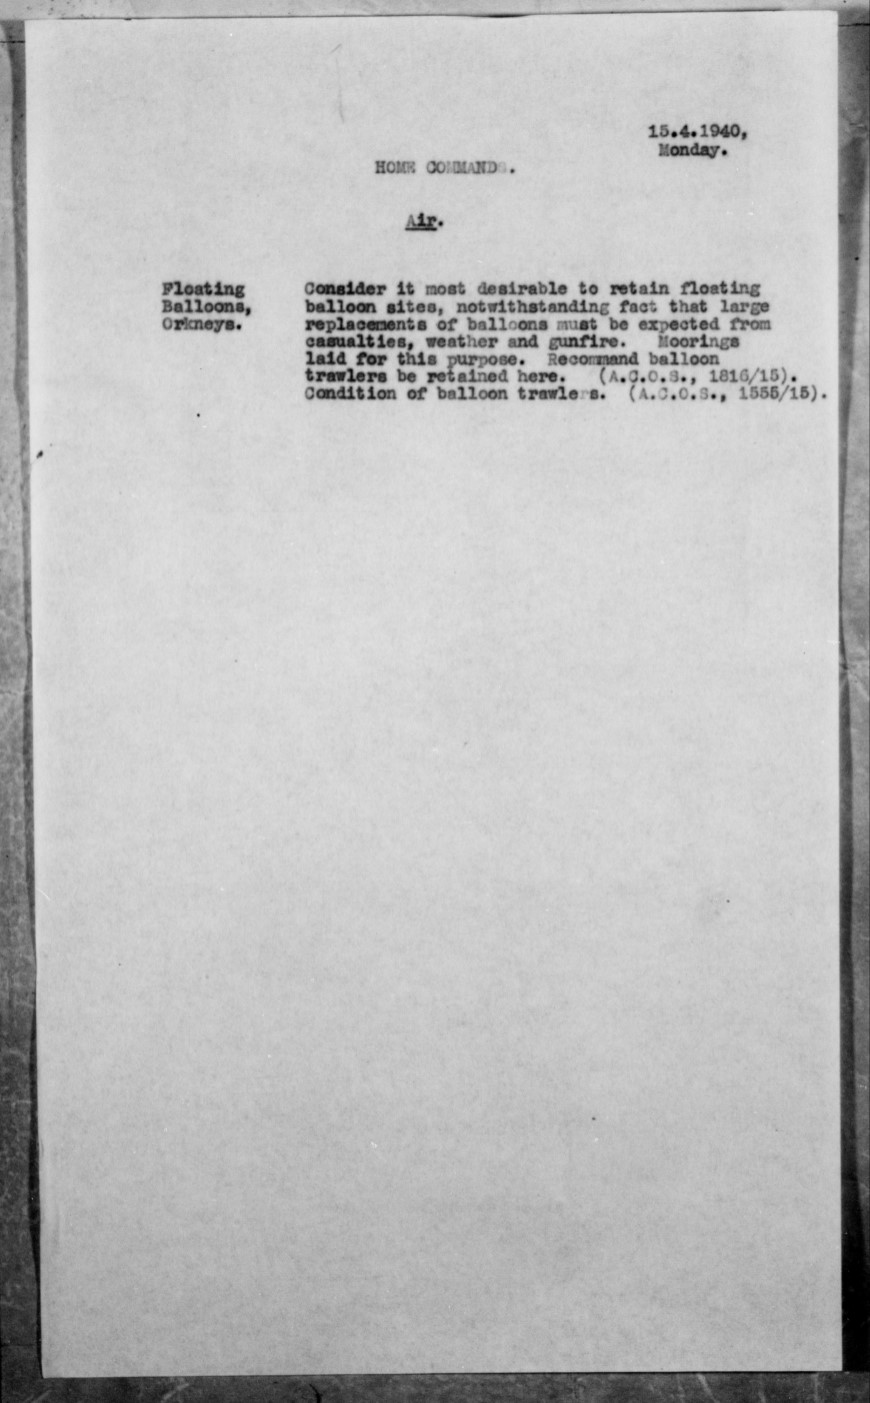 15.4.1940,
Monday.
HOME COMMANDS.
Air.
Floating
Balloons,
Orkneys.
Consider it most desirable to retain floating
balloon sites, notwithstanding fact that large
replacements of balloons must be expected from
casualties, weather and gunfire. Moorings
laid for this purpose. Recommand balloon
trawlers be retained here. (A.C.O.S., 1816/15).
Condition of balloon trawlers. (A.C.O.S., 1555/15).